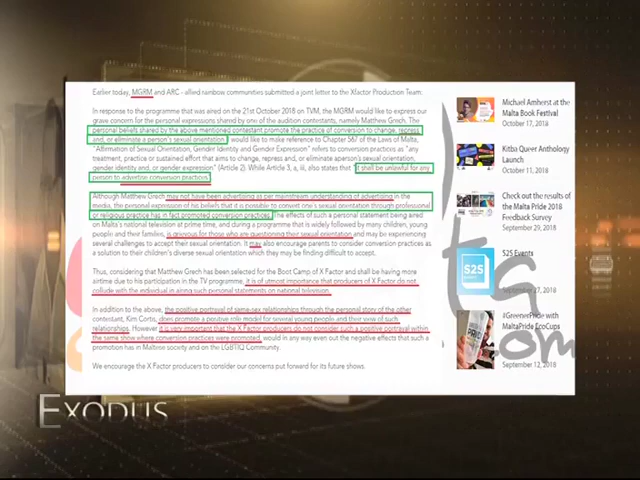 Earlier today, MGRM and ARC - allied rainbow communities submitted a joint letter to the Xfactor Production Team:
In response to the programme that was aired on the 21st October 2018 on TVM, the MGRM would like to express our
grave concern for the personal expressions shared by one of the audition contestants, namely Matthew Grech. The
personal beliefs shared by the above mentioned contestant promote the practice of conversion to change, repress
and, or eliminate a person's sexual orientation. I would like to make reference to Chapter 567 of the Laws of Malta,
"Affirmation of Sexual Orientation, Gender Identity and Gender Expression" refers to conversion practices as "any
treatment, practice or sustained effort that aims to change, repress and, or eliminate aperson's sexual orientation,
gender identity and, or gender expression." (Article 2). While Article 3, a, iii, also states that "it shall be unlawful for any
person to advertise conversion practices.
Although Matthew Grech may not have been advertising as per mainstream understanding of advertising in the
media, the personal expression of his beliefs that it is possible to convert one's sexual orientation through professional
or religious practice has in fact promoted conversion practices. The effects of such a personal statement being aired
on Malta's national television at prime time, and during a programme that is widely followed by many children, young
people and their families, is grievous for those who are questioning their sexual orientation and may be experiencing
several challenges to accept their sexual orientation. It may also encourage parents to consider conversion practices as
a solution to their children's diverse sexual orientation which they may be finding difficult to accept.
Thus, considering that Matthew Grech has been selected for the Boot Camp of X Factor and shall be having more
airtime due to his participation in the TV programme, it is of utmost importance that producers of X Factor do not
collude with the individual in airing such personal statements on national television.
In addition to the above, the positive portrayal of same-sex relationships through the personal story of the other
contestant, Kim Cortis, does promote a positive role model for several young people and their view of such
relationships. However it is very important that the X Factor producers do not consider such a positive portrayal within
the same show where conversion practices were promoted, would in any way even out the negative effects that such a
promotion has in Maltese society and on the LGBTIQ Community.
We encourage the X Factor producers to consider our concerns put forward for its future shows.
Michael Amherst at the
Malta Book Festival
October 17, 2018
Kitba Queer Anthology
Launch
October 11, 2018
Check out the results of
the Malta Pride 2018
Feedback Survey
September 29, 2018
S2S Events
September 27, 2018
#GreenerPride with
MaltaPride EcoCups
September 12, 2018
S2S
ta
om
EXODUS